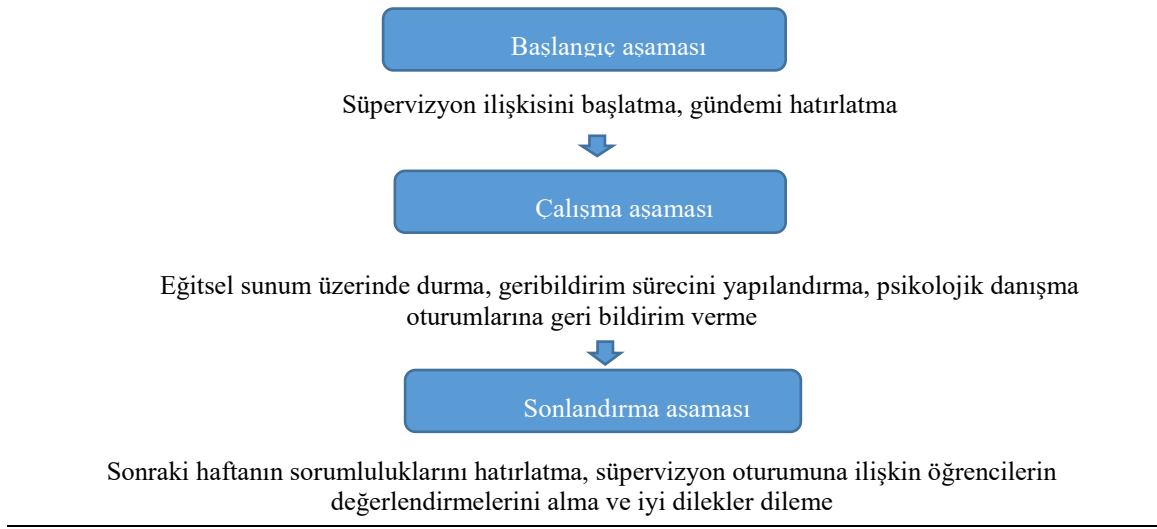 Başlangıç aşaması
Süpervizyon ilişkisini başlatma, gündemi hatırlatma
Çalışma aşaması
Eğitsel sunum üzerinde durma, geribildirim sürecini yapılandırma, psikolojik danışma
oturumlarına geri bildirim verme
Sonlandırma aşaması
Sonraki haftanın sorumluluklarını hatırlatma, süpervizyon oturumuna ilişkin öğrencilerin
değerlendirmelerini alma ve iyi dilekler dileme